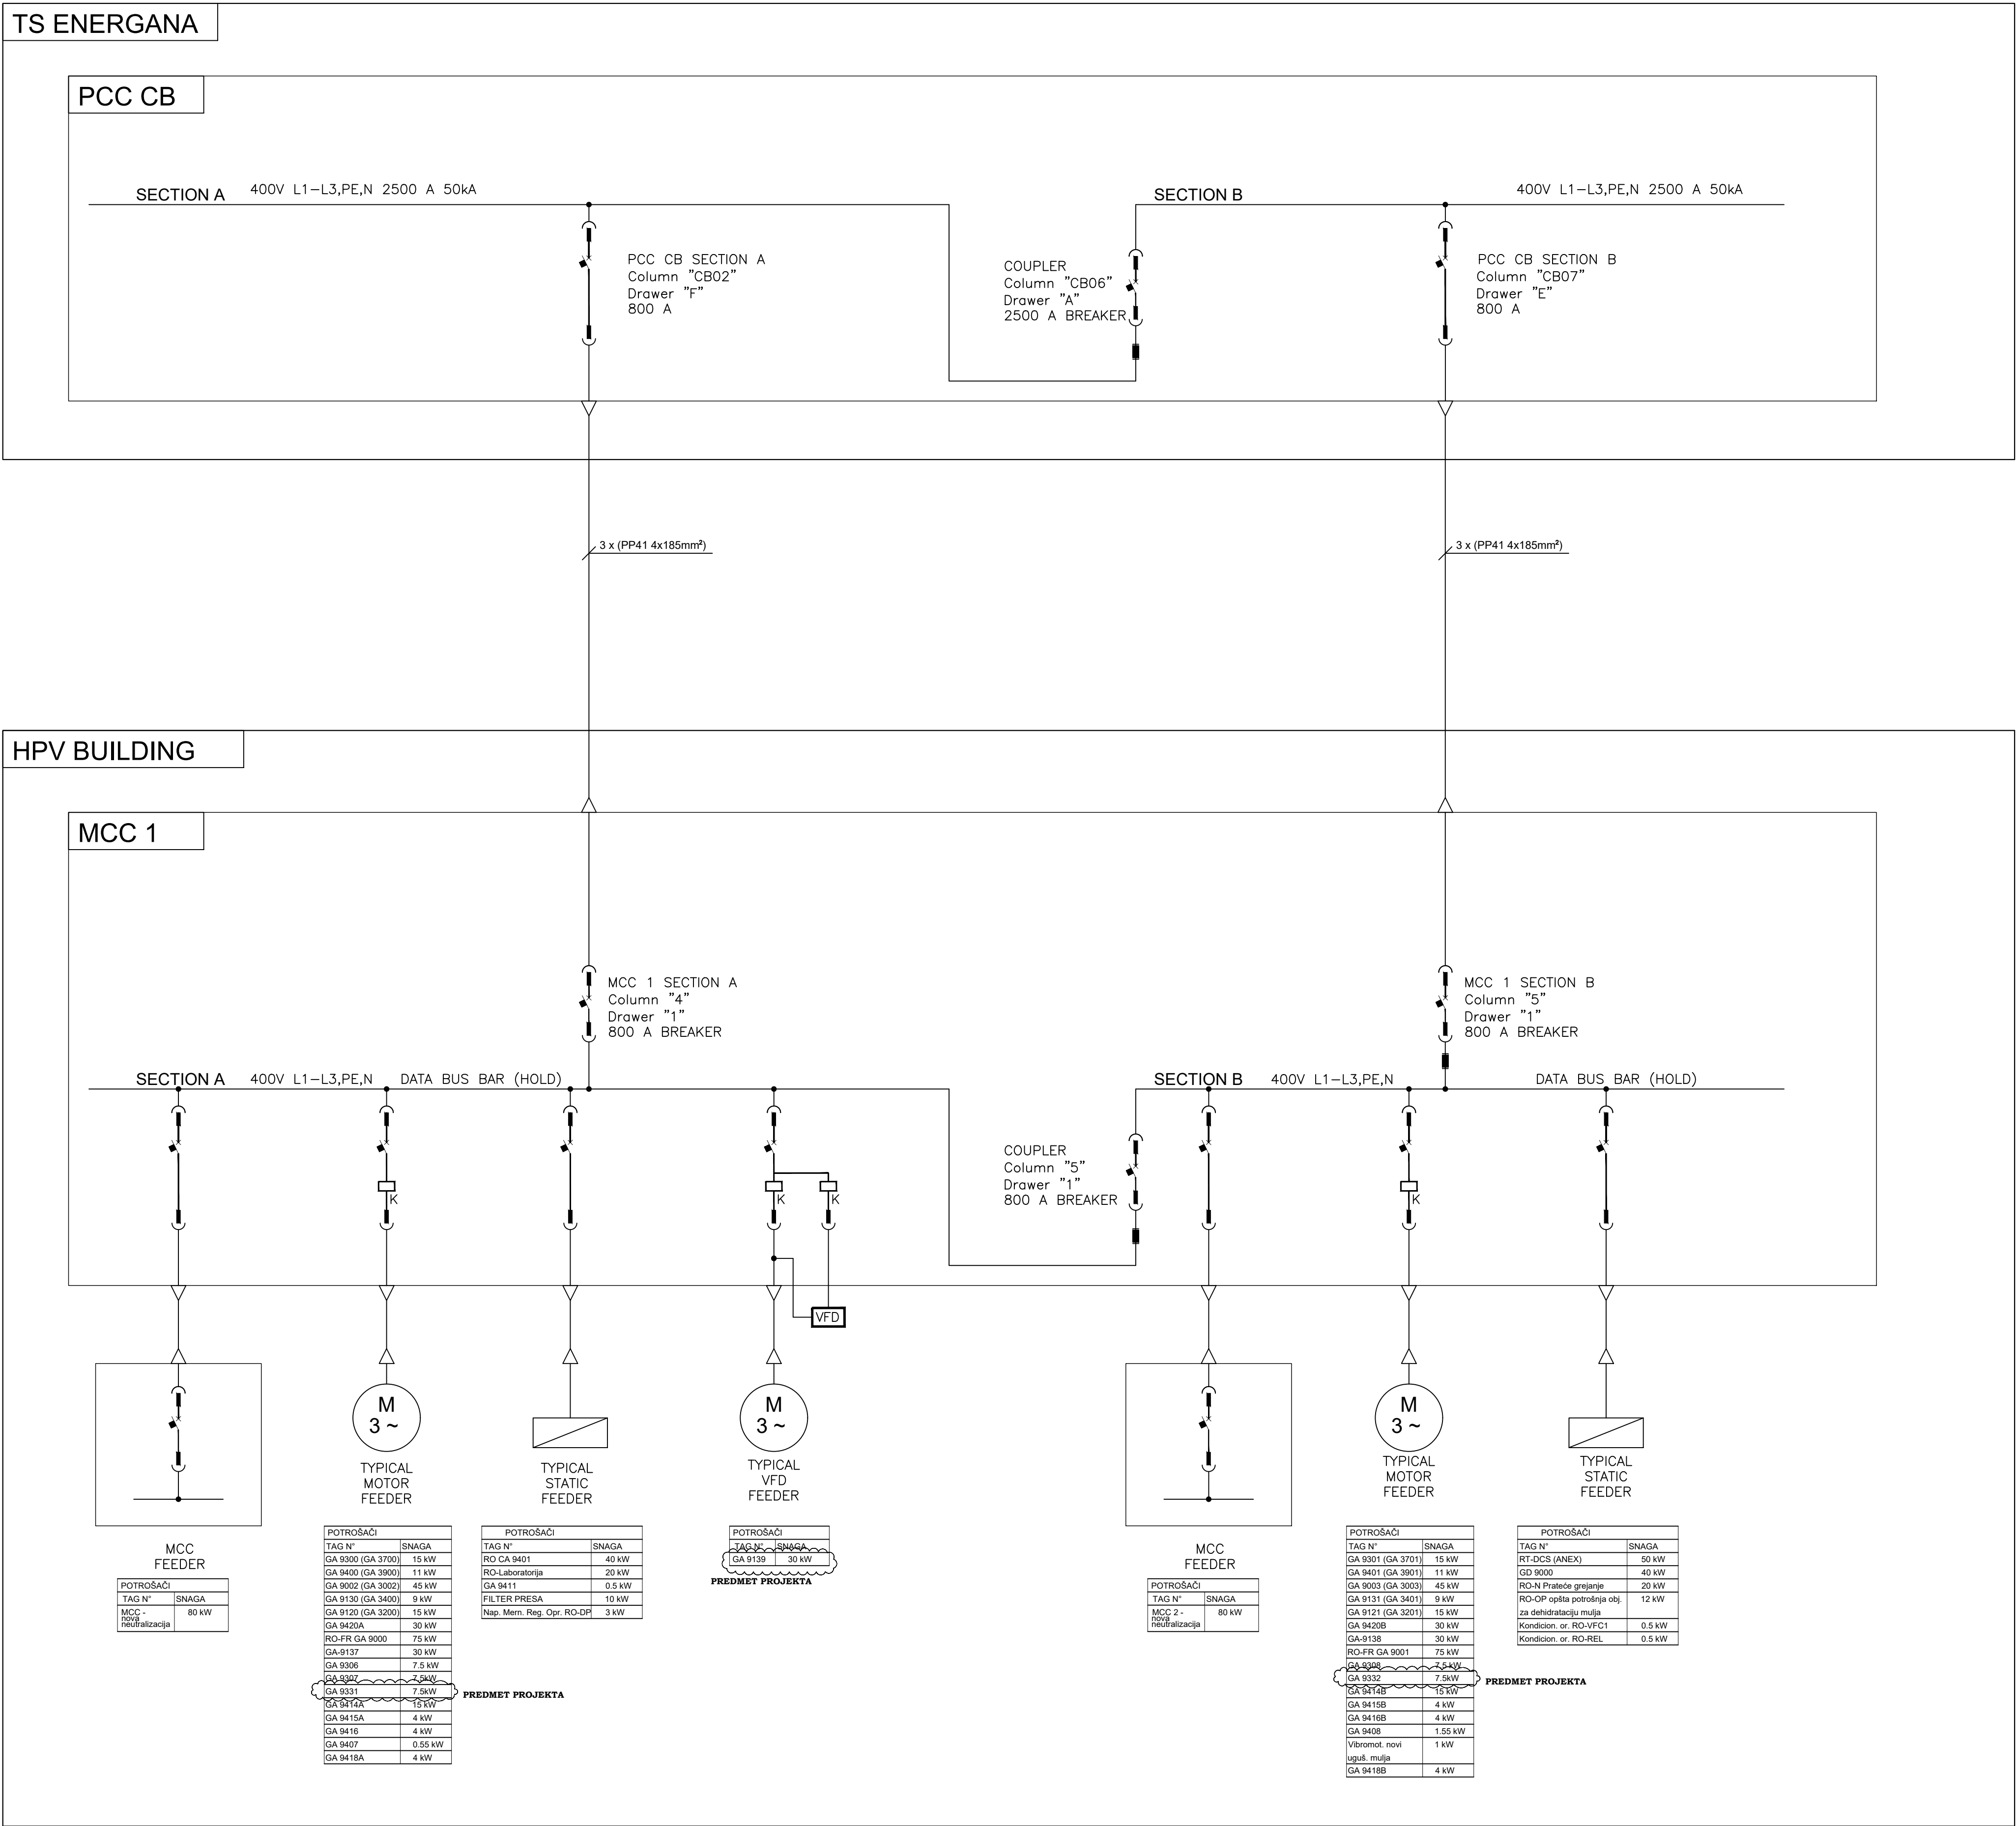 TS ENERGANA
PCC CB
SECTION A 400V L1-L3,PE,N 2500 A 50kA
SECTION B 400V L1-L3,PE,N 2500 A 50kA
PCC CB SECTION A
Column "CB02"
Drawer "F"
800 A
COUPLER
Column "CB06"
Drawer "A"
2500 A BREAKER
PCC CB SECTION B
Column "CB07"
Drawer "E"
800 A
3 x (PP41 4x185mm²)
3 x (PP41 4x185mm²)
HPV BUILDING
MCC 1
MCC 1 SECTION A
Column "4"
Drawer "1"
800 A BREAKER
MCC 1 SECTION B
Column "5"
Drawer "1"
800 A BREAKER
SECTION A 400V L1-L3,PE,N DATA BUS BAR (HOLD)
SECTION B 400V L1-L3,PE,N DATA BUS BAR (HOLD)
COUPLER
Column "5"
Drawer "1"
800 A BREAKER
K
K
K
K
VFD
M
3 ~
M
3 ~
M
3 ~
MCC
FEEDER
POTROŠAČI
TAG N° SNAGA
MCC - 80 kW
nova
neutralizacija
TYPICAL
MOTOR
FEEDER
POTROŠAČI
TAG N° SNAGA
GA 9300 (GA 3700) 15 kW
GA 9400 (GA 3900) 11 kW
GA 9002 (GA 3002) 45 kW
GA 9130 (GA 3400) 9 kW
GA 9120 (GA 3200) 15 kW
GA 9420A 30 kW
RO-FR GA 9000 75 kW
GA-9137 30 kW
GA 9306 7.5 kW
GA 9307 7.5kW
GA 9331 7.5kW
PREDMET PROJEKTA
GA 9414A 15 kW
GA 9415A 4 kW
GA 9416 4 kW
GA 9407 0.55 kW
GA 9418A 4 kW
TYPICAL
STATIC
FEEDER
POTROŠAČI
TAG N° SNAGA
RO CA 9401 40 kW
RO-Laboratorija 20 kW
GA 9411 0.5 kW
FILTER PRESA 10 kW
Nap. Mern. Reg. Opr. RO-DP 3 kW
TYPICAL
VFD
FEEDER
POTROŠAČI
TAG N° SNAGA
GA 9139 30 kW
PREDMET PROJEKTA
MCC
FEEDER
POTROŠAČI
TAG N° SNAGA
MCC 2 - 80 kW
nova
neutralizacija
TYPICAL
MOTOR
FEEDER
POTROŠAČI
TAG N° SNAGA
GA 9301 (GA 3701) 15 kW
GA 9401 (GA 3901) 11 kW
GA 9003 (GA 3003) 45 kW
GA 9131 (GA 3401) 9 kW
GA 9121 (GA 3201) 15 kW
GA 9420B 30 kW
GA-9138 30 kW
RO-FR GA 9001 75 kW
GA 9308 7.5 kW
GA 9332 7.5kW
PREDMET PROJEKTA
GA 9414B 15 kW
GA 9415B 4 kW
GA 9416B 4 kW
GA 9408 1.55 kW
Vibromot. novi 1 kW
uguš. mulja
GA 9418B 4 kW
TYPICAL
STATIC
FEEDER
POTROŠAČI
TAG N° SNAGA
RT-DCS (ANEX) 50 kW
GD 9000 40 kW
RO-N Prateće grejanje 20 kW
RO-OP opšta potrošnja obj. 12 kW
za dehidrataciju mulja
Kondicion. or. RO-VFC1 0.5 kW
Kondicion. or. RO-REL 0.5 kW